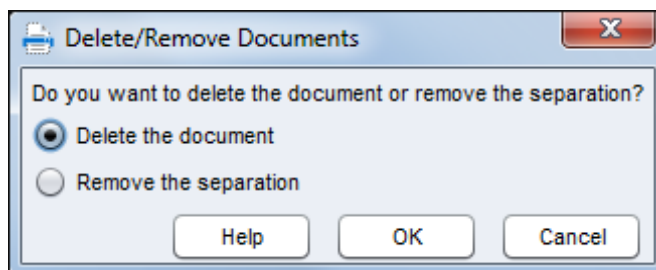 Delete/Remove Documents
Do you want to delete the document or remove the separation?
Delete the document
Remove the separation
Help OK Cancel